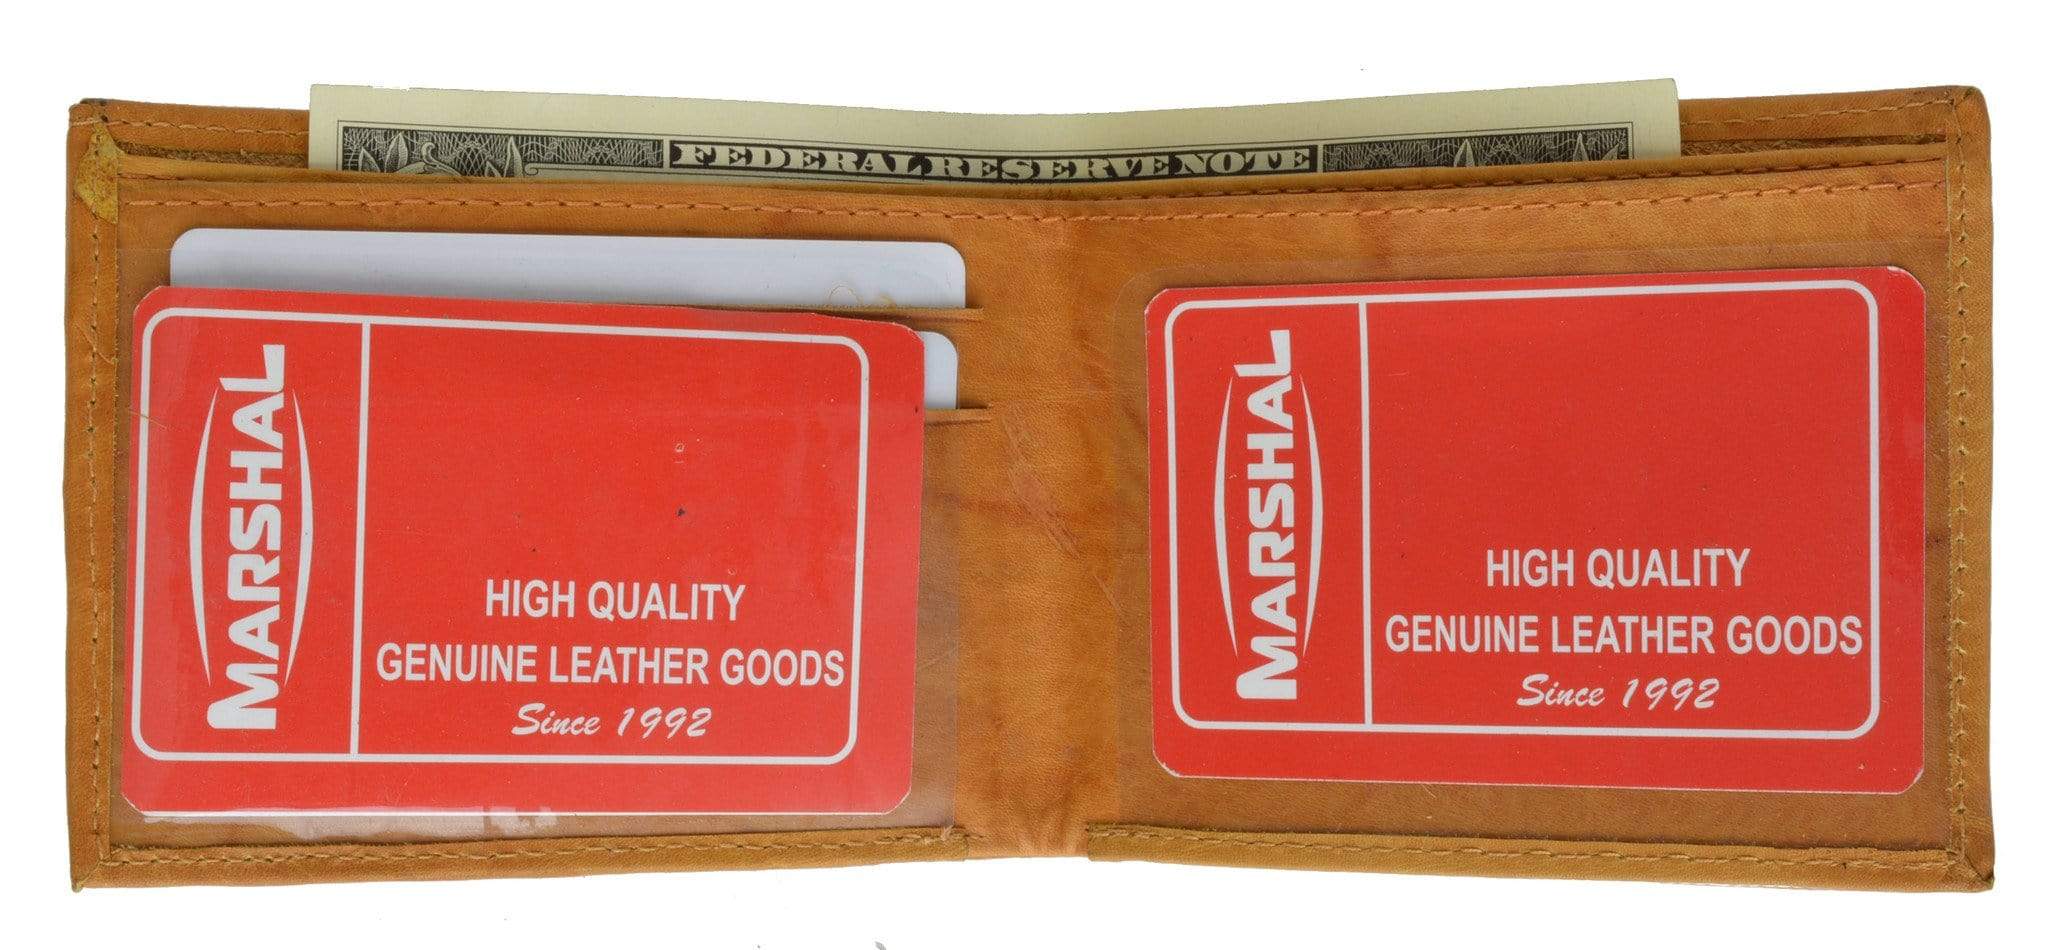 FEDERAL RESERVE NOTE
MARSHAL
HIGH QUALITY
GENUINE LEATHER GOODS
Since 1992
MARSHAL
HIGH QUALITY
GENUINE LEATHER GOODS
Since 1992